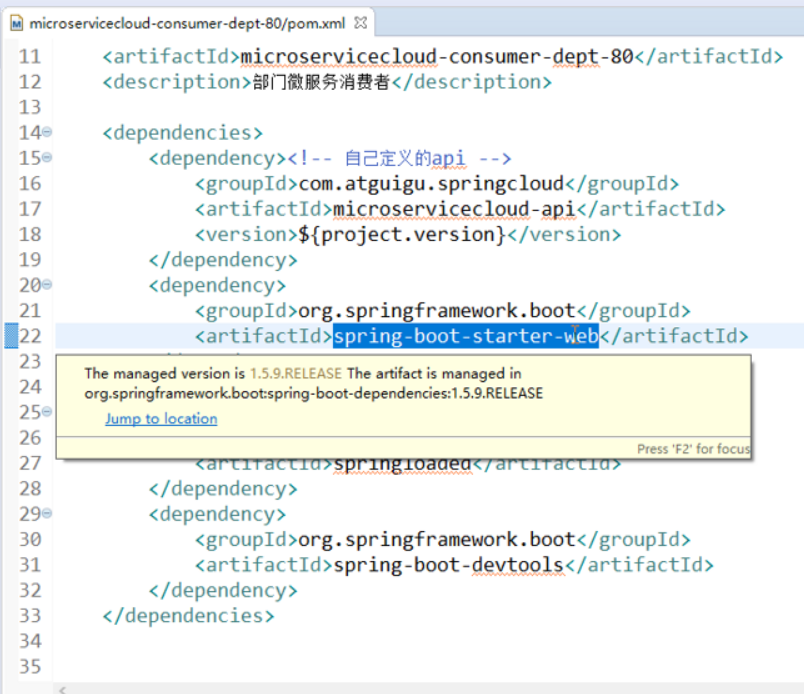 microservicecloud-consumer-dept-80/pom.xml
11 <artifactId>microservicecloud-consumer-dept-80</artifactId>
12 <description>部门微服务消费者</description>
13
14 <dependencies>
15 <dependency><!-- 自己定义的api -->
16 <groupId>com.atguigu.springcloud</groupId>
17 <artifactId>microservicecloud-api</artifactId>
18 <version>${project.version}</version>
19 </dependency>
20 <dependency>
21 <groupId>org.springframework.boot</groupId>
22 <artifactId>spring-boot-starter-web</artifactId>
23
The managed version is 1.5.9.RELEASE The artifact is managed in
24
org.springframework.boot:spring-boot-dependencies:1.5.9.RELEASE
25 Jump to location
26 Press 'F2' for focus
27 <artifactId>springloaded</artifactId>
28 </dependency>
29 <dependency>
30 <groupId>org.springframework.boot</groupId>
31 <artifactId>spring-boot-devtools</artifactId>
32 </dependency>
33 </dependencies>
34
35